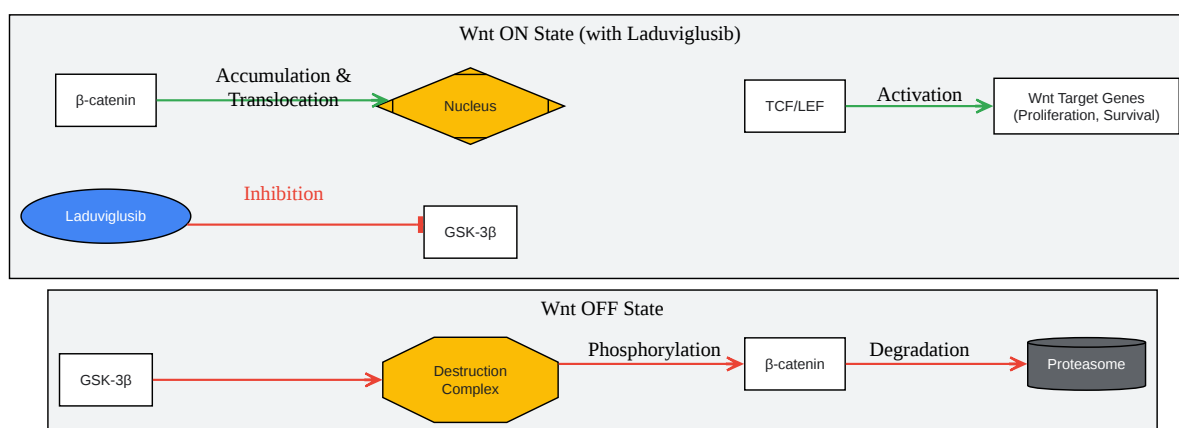 Wnt ON State (with Laduviglusib)
β-catenin
Accumulation &
Translocation
Nucleus
TCF/LEF
Activation
Wnt Target Genes
(Proliferation, Survival)
Laduviglusib
Inhibition
GSK-3β
Wnt OFF State
GSK-3β
Destruction
Complex
Phosphorylation
β-catenin
Degradation
Proteasome